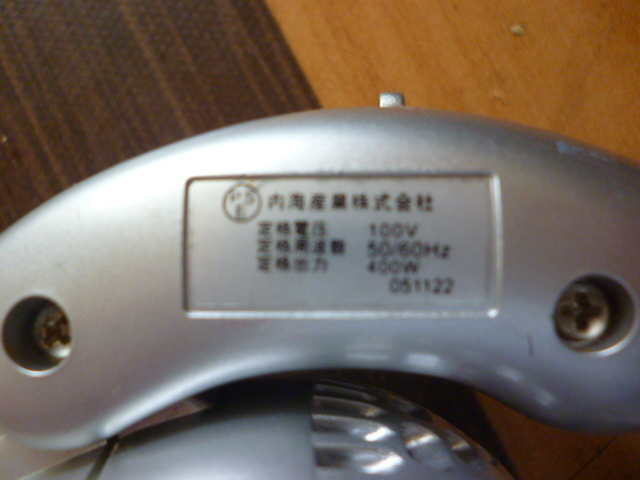 内海産業株式会社
定格電圧 100V
定格周波数 50/60Hz
定格出力 400W
051122